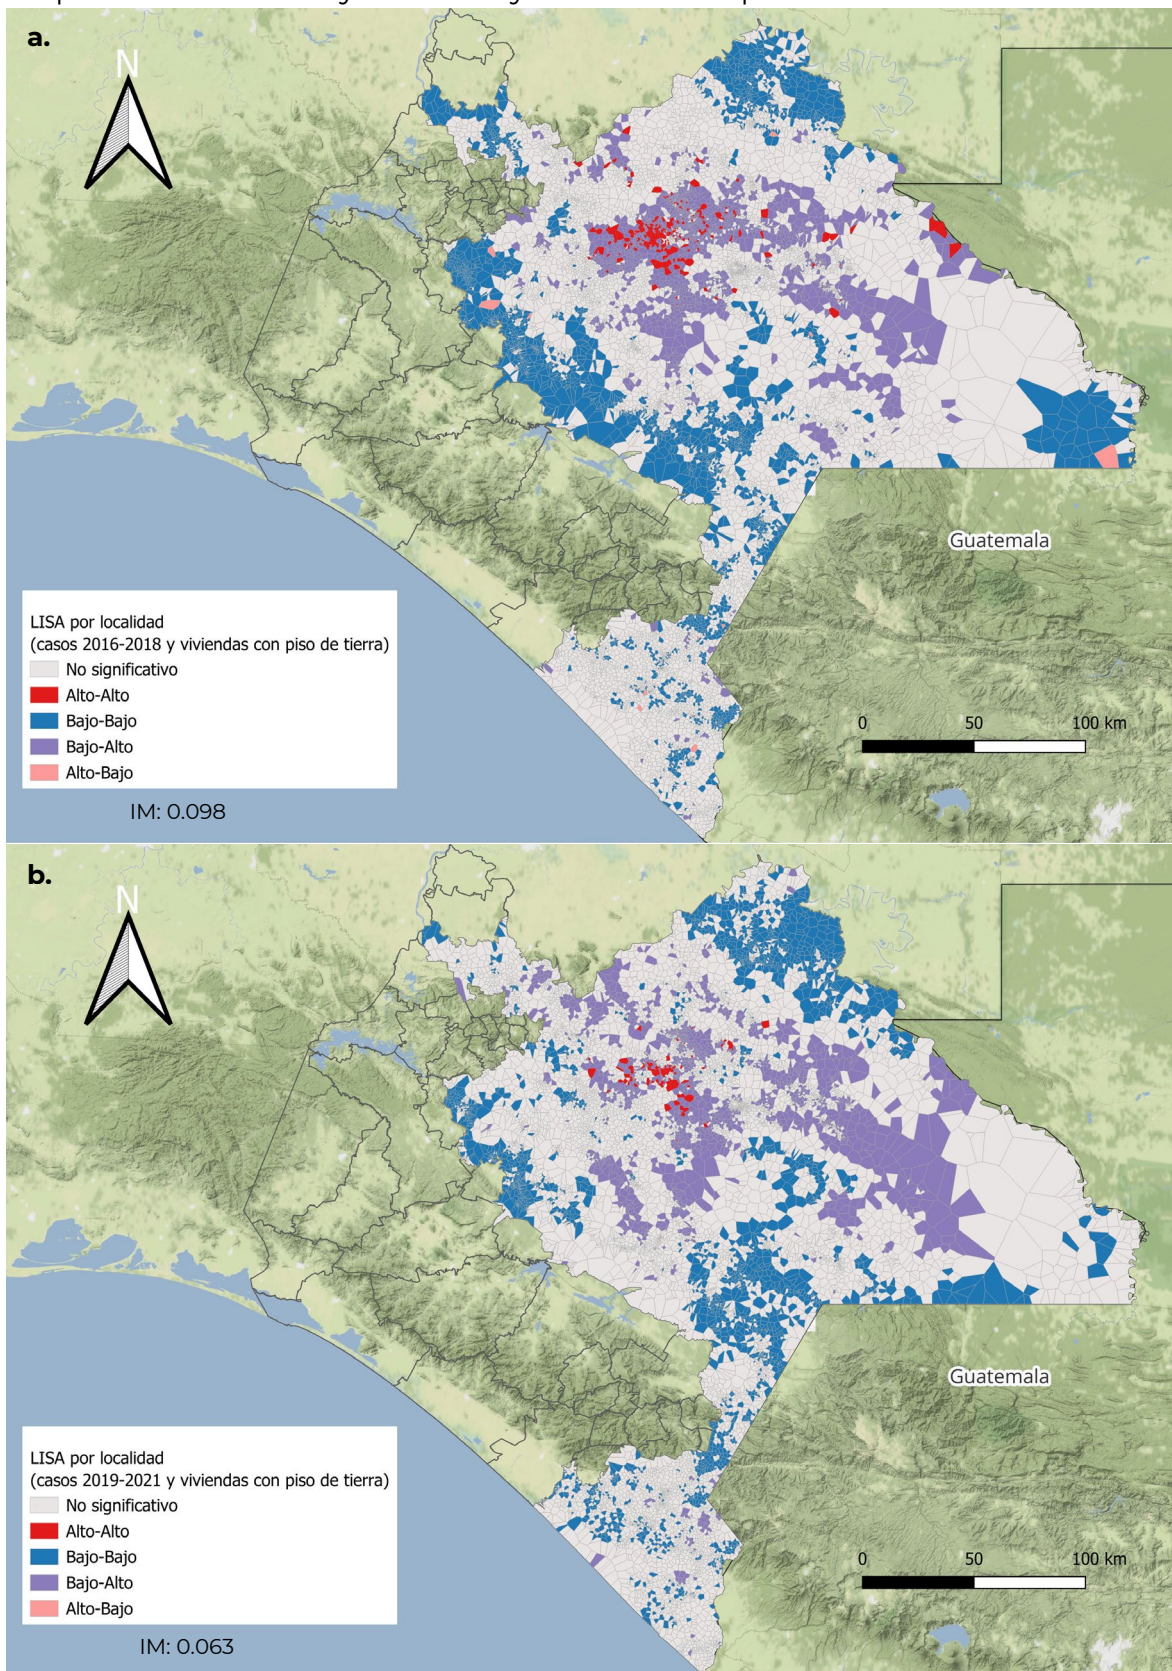 a.
N
Guatemala
LISA por localidad
(casos 2016-2018 y viviendas con piso de tierra)
No significativo
Alto-Alto
Bajo-Bajo
Bajo-Alto
Alto-Bajo
0 50 100 km
IM: 0.098
b.
N
Guatemala
LISA por localidad
(casos 2019-2021 y viviendas con piso de tierra)
No significativo
Alto-Alto
Bajo-Bajo
Bajo-Alto
Alto-Bajo
0 50 100 km
IM: 0.063